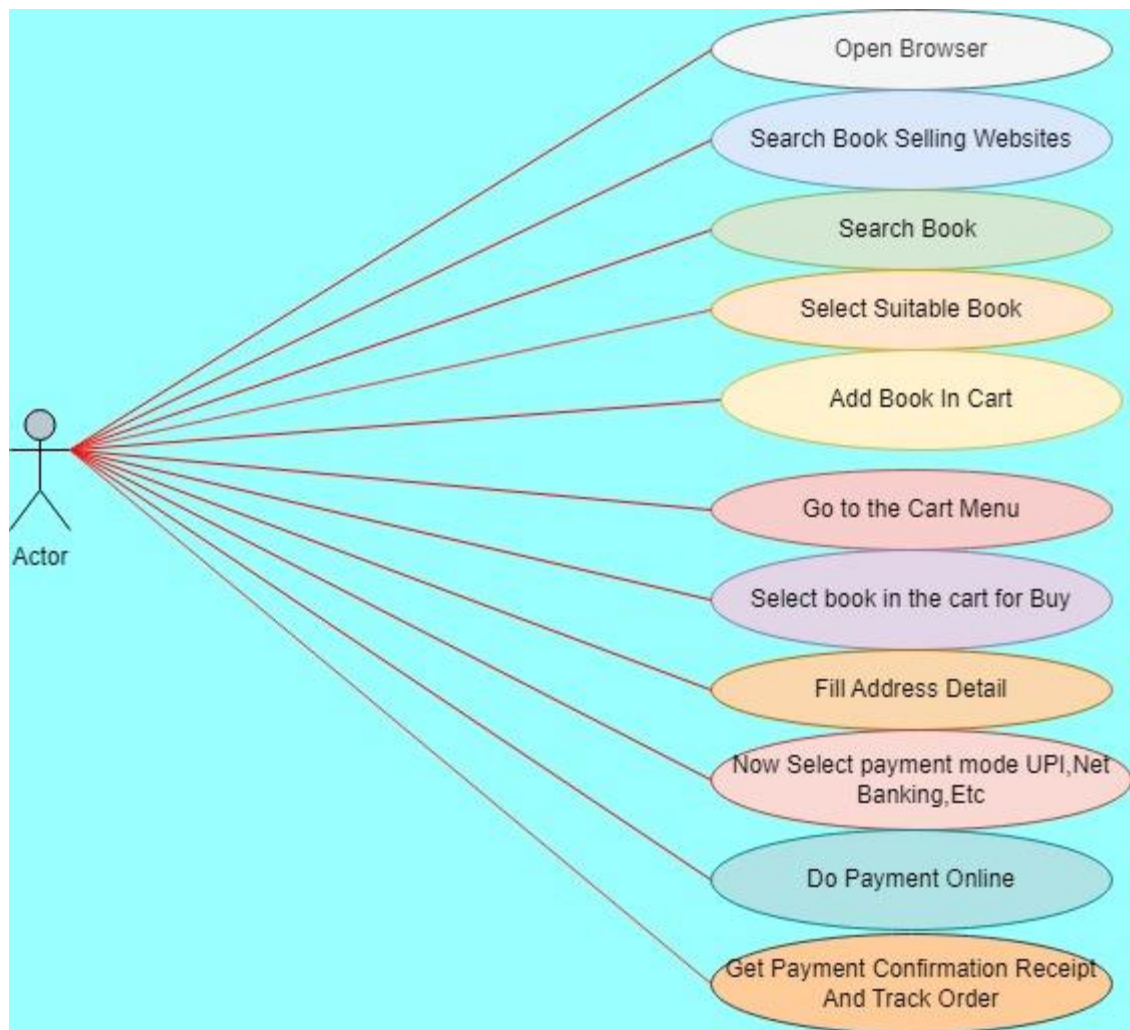 Open Browser
Search Book Selling Websites
Search Book
Select Suitable Book
Add Book In Cart
Actor
Go to the Cart Menu
Select book in the cart for Buy
Fill Address Detail
Now Select payment mode UPI,Net
Banking,Etc
Do Payment Online
Get Payment Confirmation Receipt
And Track Order